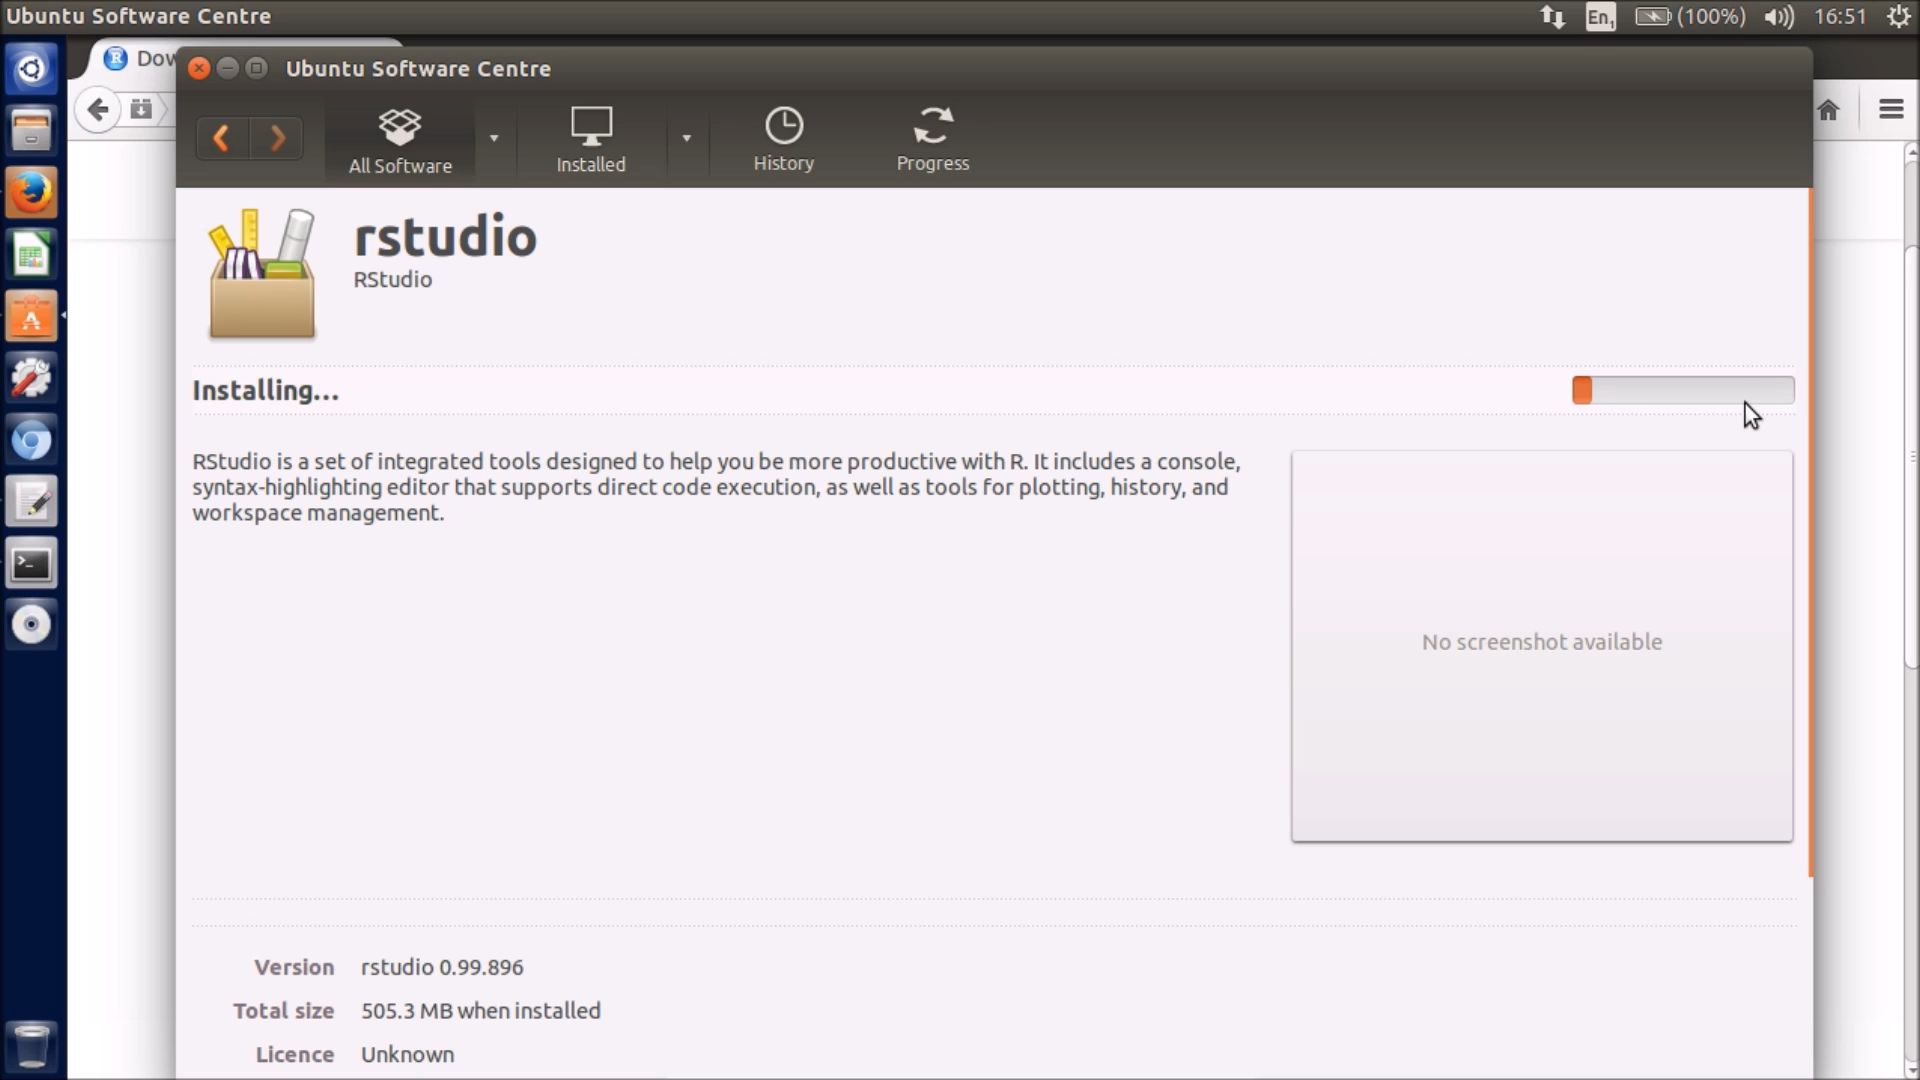 Ubuntu Software Centre
En1
(100%)
16:51
Dow
Ubuntu Software Centre
All Software
Installed
History
Progress
rstudio
RStudio
Installing...
RStudio is a set of integrated tools designed to help you be more productive with R. It includes a console,
syntax-highlighting editor that supports direct code execution, as well as tools for plotting, history, and
workspace management.
No screenshot available
Version rstudio 0.99.896
Total size 505.3 MB when installed
Licence Unknown